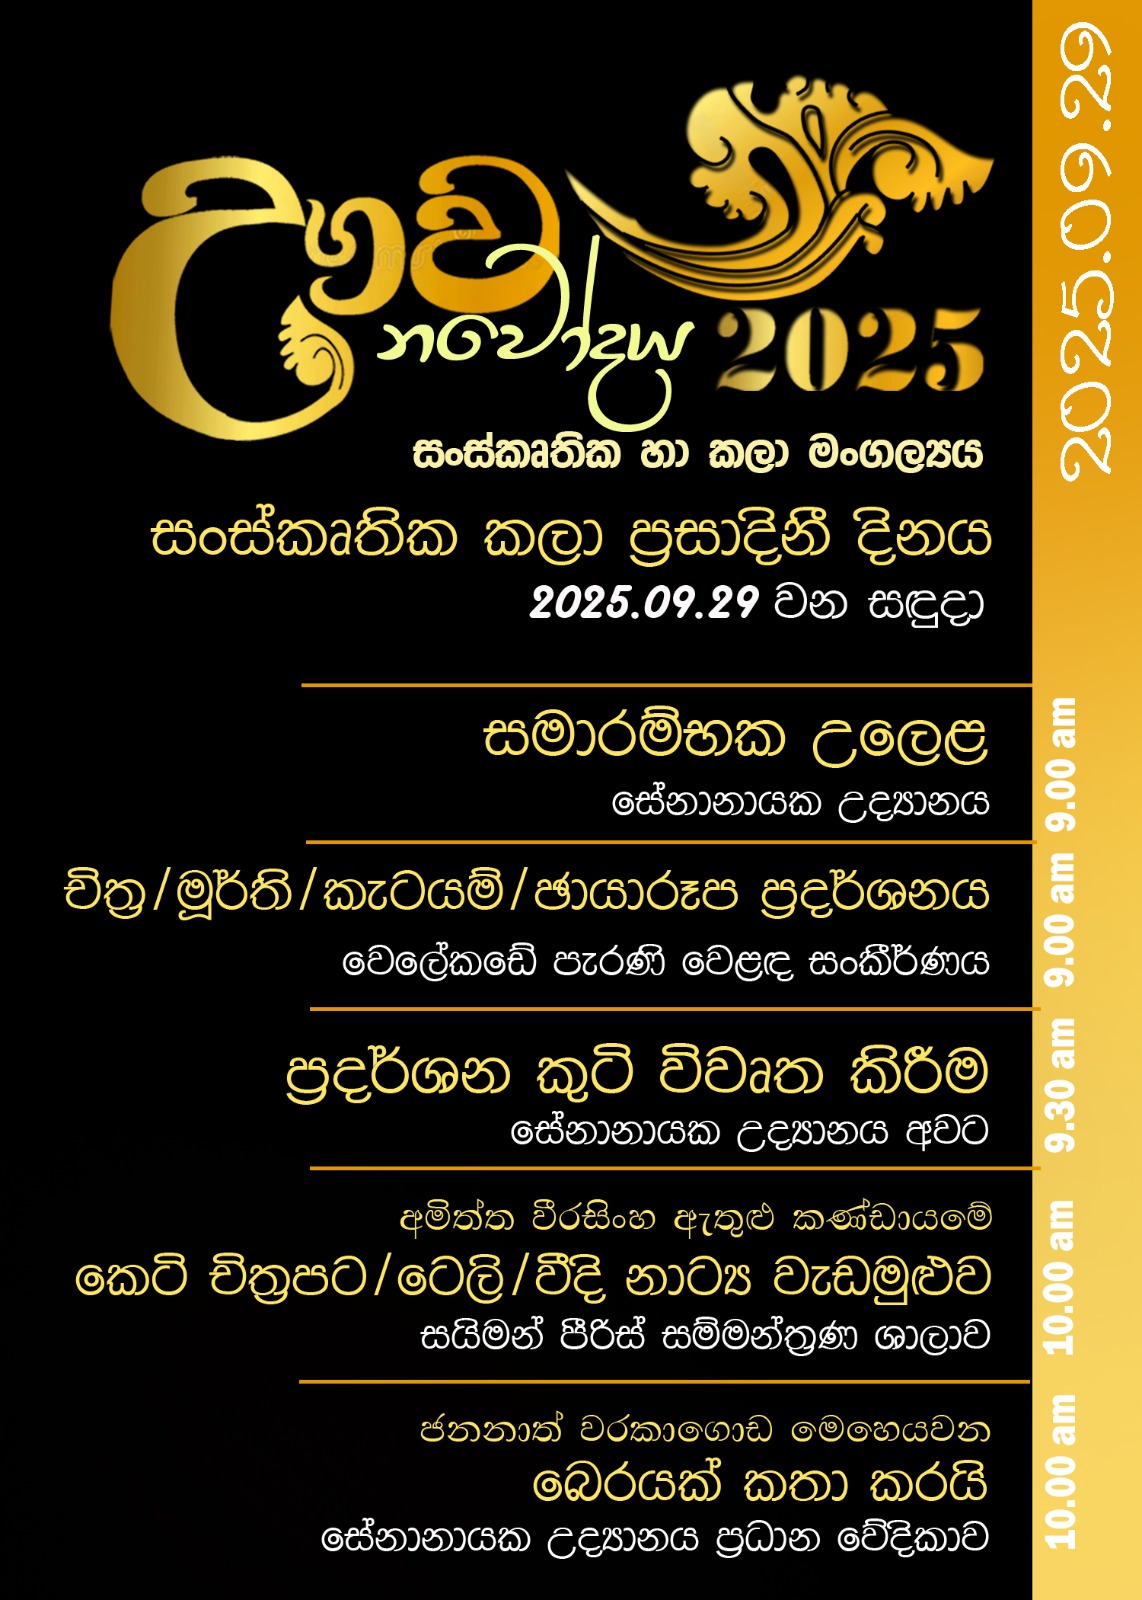 ඌව
නවෝදය 2025
සංස්කෘතික හා කලා මංගල්‍යය
සංස්කෘතික කලා ප්‍රසාදිනී දිනය
2025.09.29 වන සඳුදා
2025.09.29
සමාරම්භක උලෙළ
සේනානායක උද්‍යානය
9.00 am
චිත්‍ර/මූර්ති/කැටයම්/ඡායාරූප ප්‍රදර්ශනය
වෙලේකඩේ පැරණි වෙළඳ සංකීර්ණය
9.00 am
ප්‍රදර්ශන කුටි විවෘත කිරීම
සේනානායක උද්‍යානය අවට
9.30 am
අමිත්ත වීරසිංහ ඇතුළු කණ්ඩායමේ
කෙටි චිත්‍රපට/ටෙලි/වීදි නාට්‍ය වැඩමුළුව
සයිමන් පීරිස් සම්මන්ත්‍රණ ශාලාව
10.00 am
ජනනාත් වරකාගොඩ මෙහෙයවන
බෙරයක් කතා කරයි
සේනානායක උද්‍යානය ප්‍රධාන වේදිකාව
10.00 am